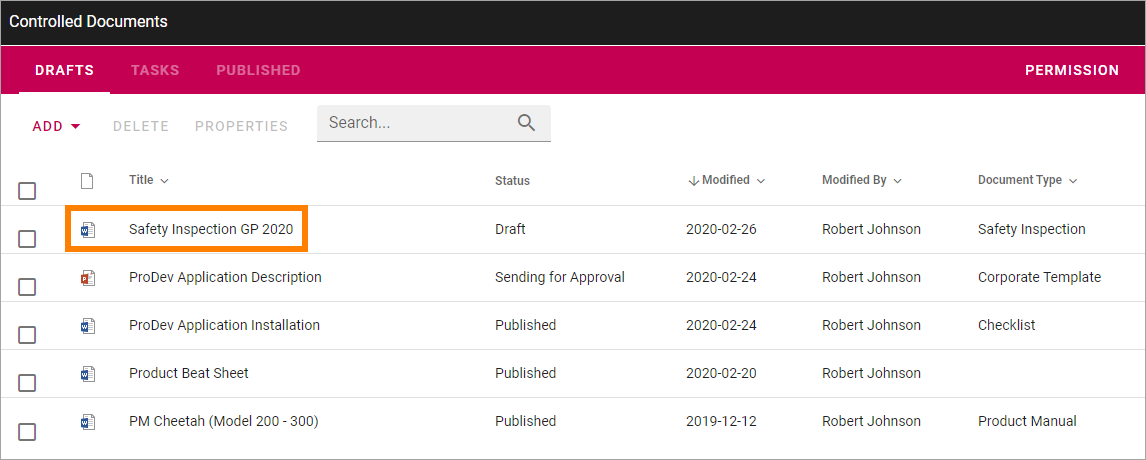 Controlled Documents
DRAFTS TASKS PUBLISHED PERMISSION
ADD DELETE PROPERTIES Search...
Title Status Modified Modified By Document Type
Safety Inspection GP 2020 Draft 2020-02-26 Robert Johnson Safety Inspection
ProDev Application Description Sending for Approval 2020-02-24 Robert Johnson Corporate Template
ProDev Application Installation Published 2020-02-24 Robert Johnson Checklist
Product Beat Sheet Published 2020-02-20 Robert Johnson
PM Cheetah (Model 200 - 300) Published 2019-12-12 Robert Johnson Product Manual